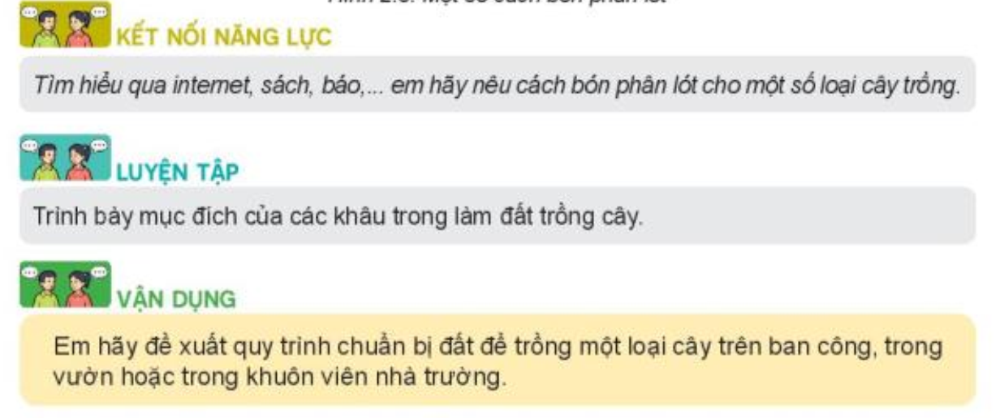 KẾT NỐI NĂNG LỰC
Tìm hiểu qua internet, sách, báo,... em hãy nêu cách bón phân lót cho một số loại cây trồng.
LUYỆN TẬP
Trình bày mục đích của các khâu trong làm đất trồng cây.
VẬN DỤNG
Em hãy đề xuất quy trình chuẩn bị đất để trồng một loại cây trên ban công, trong
vườn hoặc trong khuôn viên nhà trường.